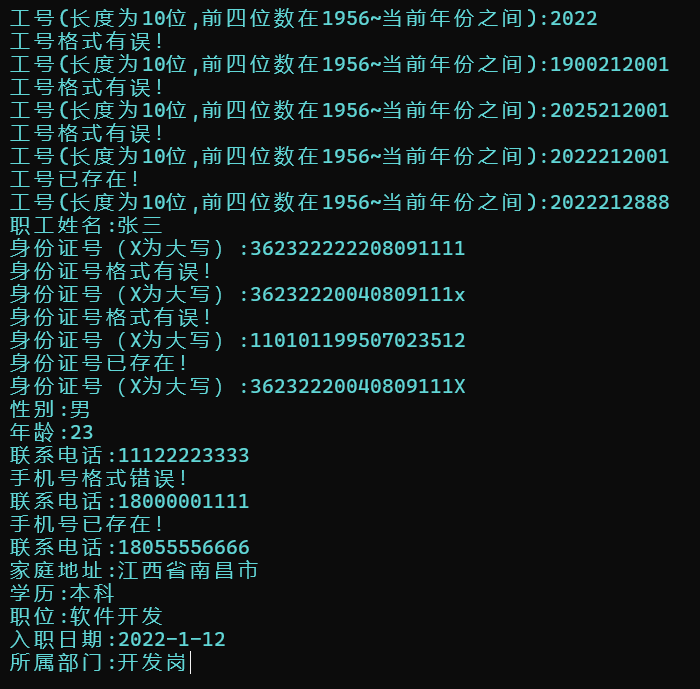 工号(长度为10位,前四位数在1956~当前年份之间):2022
工号格式有误!
工号(长度为10位,前四位数在1956~当前年份之间):1900212001
工号格式有误!
工号(长度为10位,前四位数在1956~当前年份之间):2025212001
工号格式有误!
工号(长度为10位,前四位数在1956~当前年份之间):2022212001
工号已存在!
工号(长度为10位,前四位数在1956~当前年份之间):2022212888
职工姓名:张三
身份证号（X为大写）:362322222208091111
身份证号格式有误!
身份证号（X为大写）:36232220040809111x
身份证号格式有误!
身份证号（X为大写）:110101199507023512
身份证号已存在!
身份证号（X为大写）:36232220040809111X
性别:男
年龄:23
联系电话:11122223333
手机号格式错误!
联系电话:18000001111
手机号已存在!
联系电话:18055556666
家庭地址:江西省南昌市
学历:本科
职位:软件开发
入职日期:2022-1-12
所属部门:开发岗